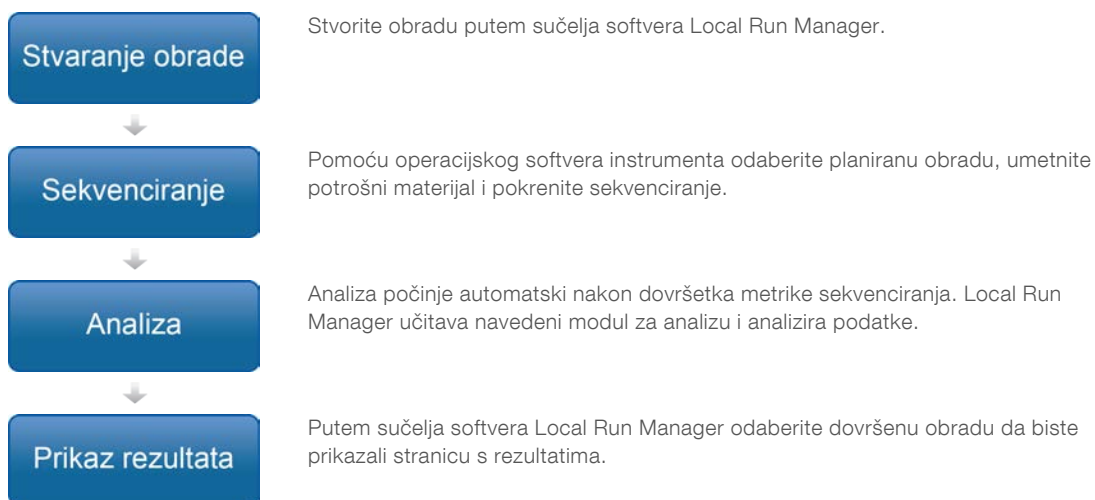 Stvaranje obrade
Stvorite obradu putem sučelja softvera Local Run Manager.
Sekvenciranje
Pomoću operacijskog softvera instrumenta odaberite planiranu obradu, umetnite
potrošni materijal i pokrenite sekvenciranje.
Analiza
Analiza počinje automatski nakon dovršetka metrike sekvenciranja. Local Run
Manager učitava navedeni modul za analizu i analizira podatke.
Prikaz rezultata
Putem sučelja softvera Local Run Manager odaberite dovršenu obradu da biste
prikazali stranicu s rezultatima.